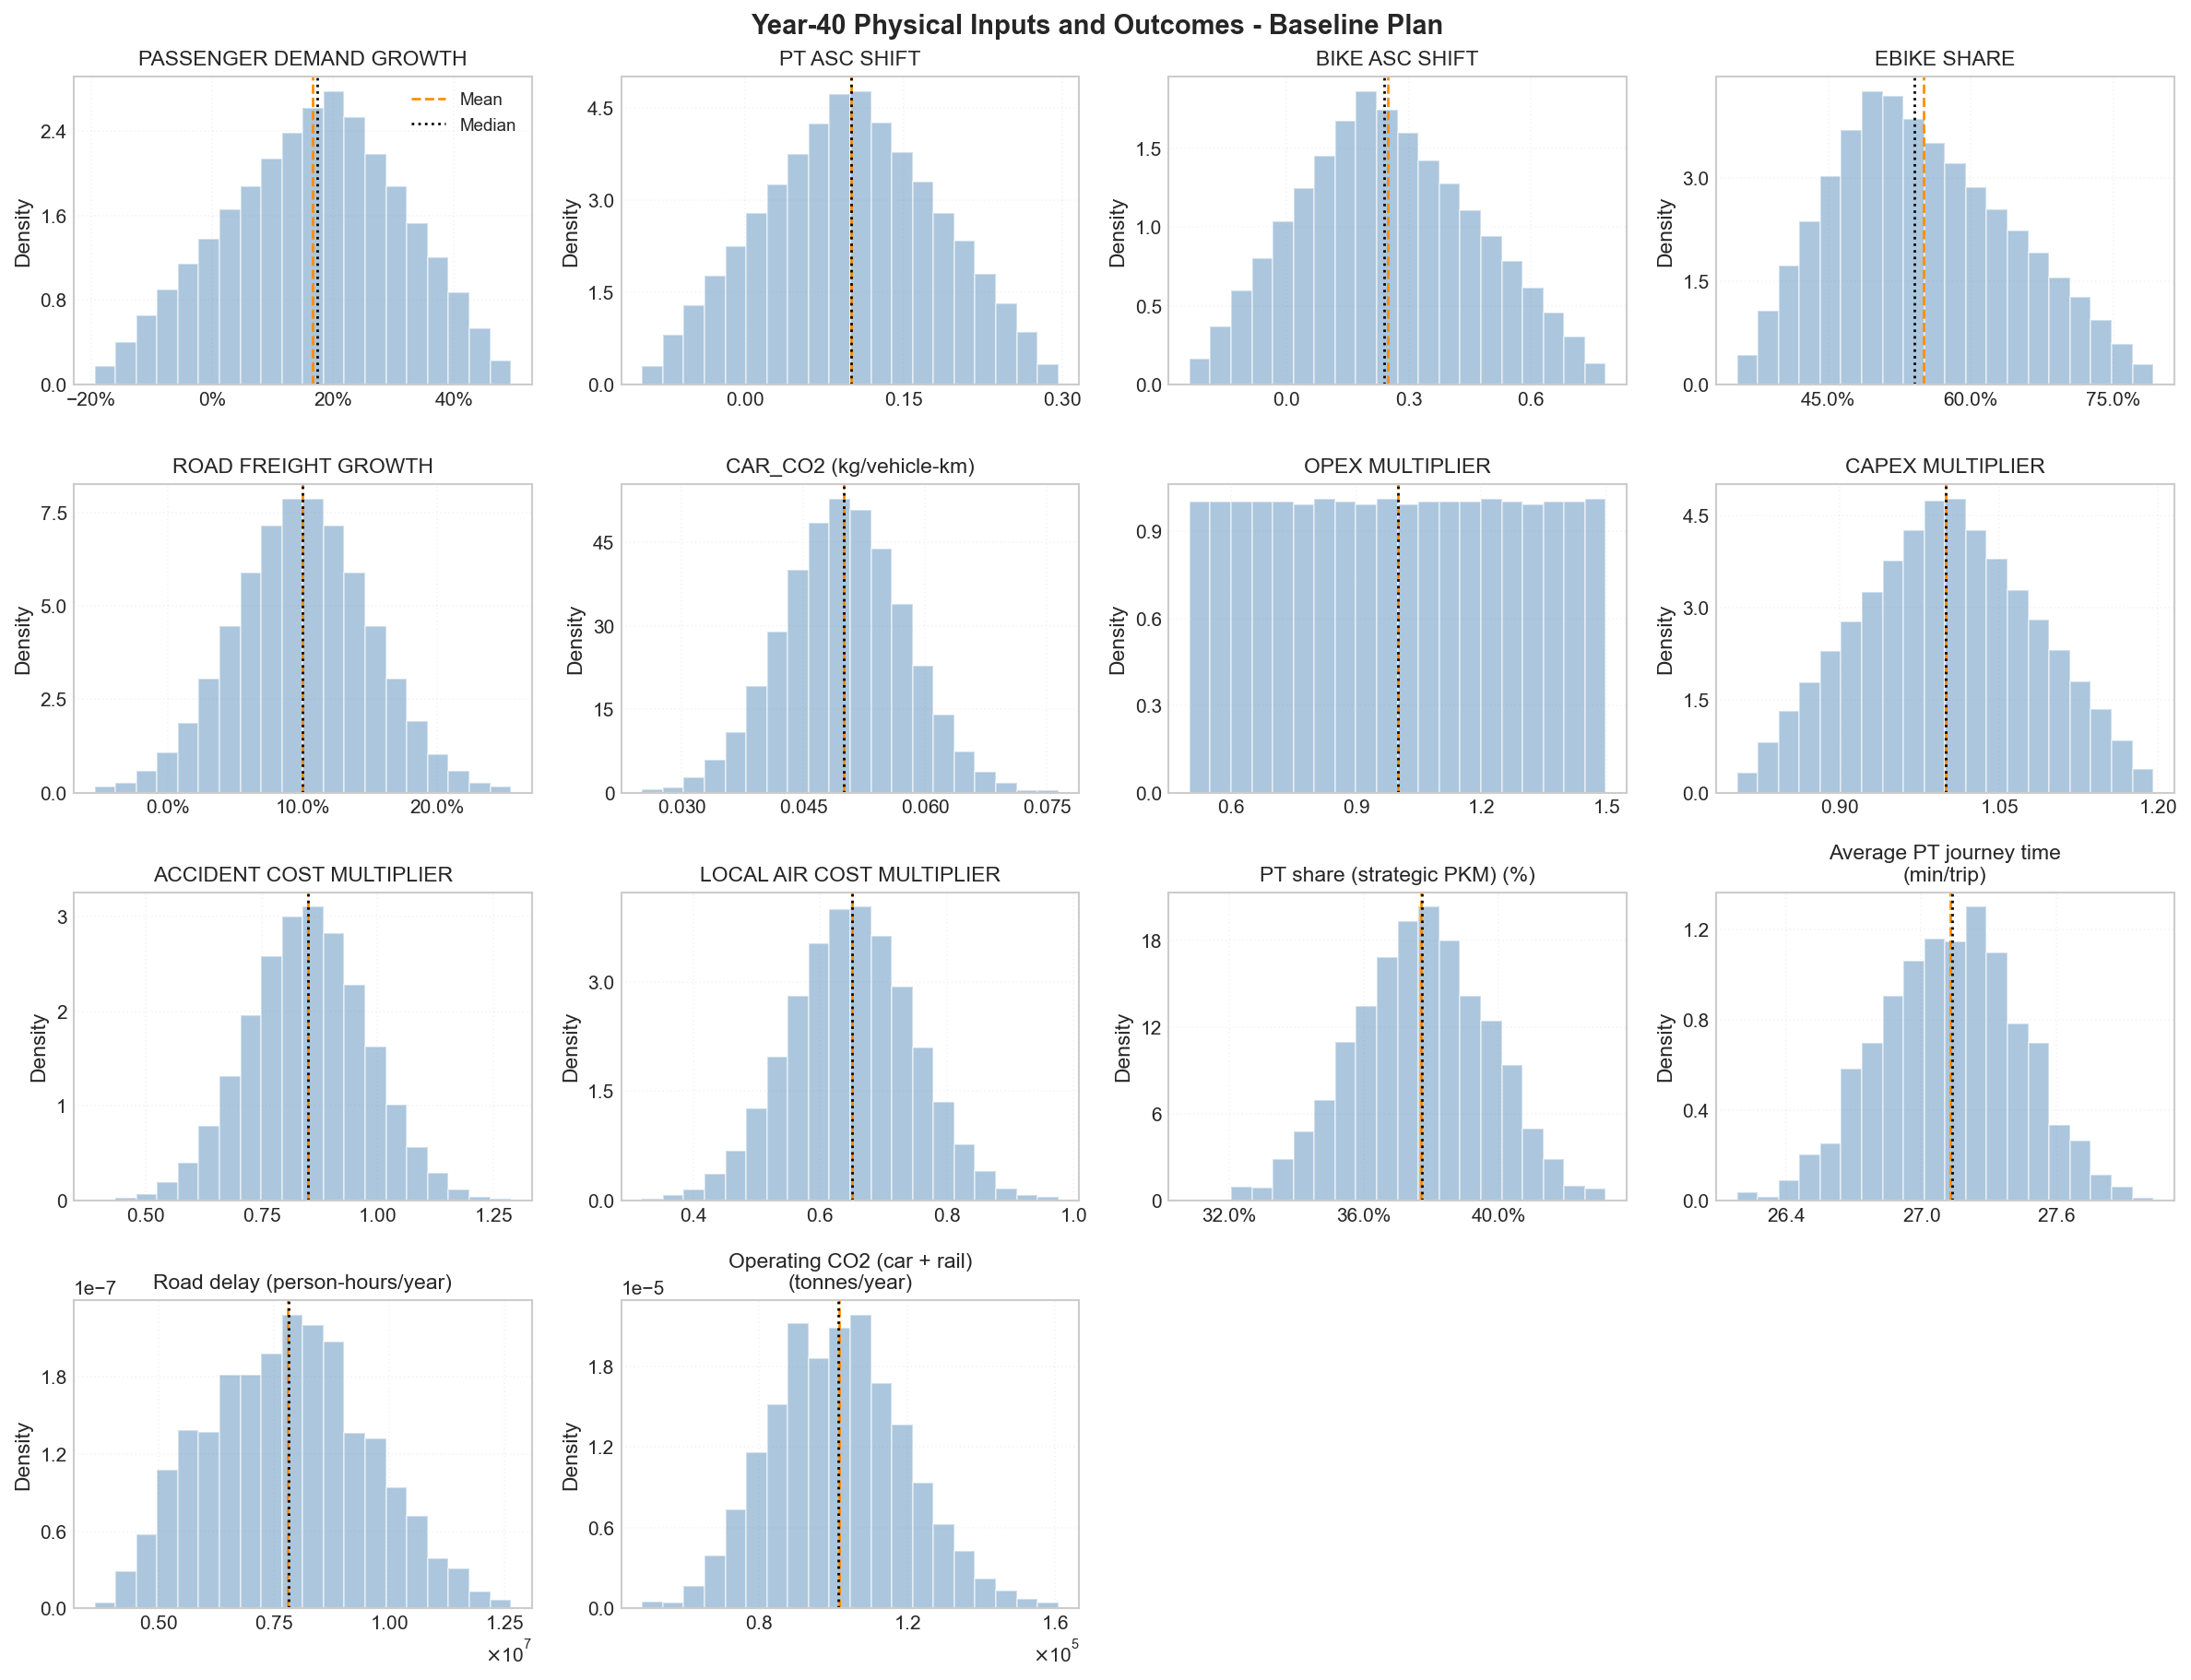 Year-40 Physical Inputs and Outcomes - Baseline Plan
PASSENGER DEMAND GROWTH
Mean
Median
Density
0.0
0.8
1.6
2.4
−20%
0%
20%
40%
PT ASC SHIFT
Density
0.0
1.5
3.0
4.5
0.00
0.15
0.30
BIKE ASC SHIFT
Density
0.0
0.5
1.0
1.5
0.0
0.3
0.6
EBIKE SHARE
Density
0.0
1.5
3.0
45.0%
60.0%
75.0%
ROAD FREIGHT GROWTH
Density
0.0
2.5
5.0
7.5
0.0%
10.0%
20.0%
CAR_CO2 (kg/vehicle-km)
Density
0
15
30
45
0.030
0.045
0.060
0.075
OPEX MULTIPLIER
Density
0.0
0.3
0.6
0.9
0.6
0.9
1.2
1.5
CAPEX MULTIPLIER
Density
0.0
1.5
3.0
4.5
0.90
1.05
1.20
ACCIDENT COST MULTIPLIER
Density
0
1
2
3
0.50
0.75
1.00
1.25
LOCAL AIR COST MULTIPLIER
Density
0.0
1.5
3.0
0.4
0.6
0.8
1.0
PT share (strategic PKM) (%)
Density
0
6
12
18
32.0%
36.0%
40.0%
Average PT journey time
(min/trip)
Density
0.0
0.4
0.8
1.2
26.4
27.0
27.6
Road delay (person-hours/year)
1e−7
Density
0.0
0.6
1.2
1.8
0.50
0.75
1.00
1.25
×10⁷
Operating CO2 (car + rail)
(tonnes/year)
1e−5
Density
0.0
0.6
1.2
1.8
0.8
1.2
1.6
×10⁵